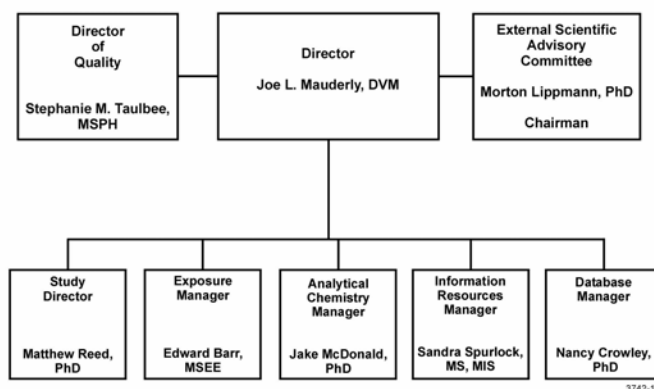 Director
of
Quality
Stephanie M. Taulbee,
MSPH
Director
Joe L. Mauderly, DVM
External Scientific
Advisory
Committee
Morton Lippmann, PhD
Chairman
Study
Director
Matthew Reed,
PhD
Exposure
Manager
Edward Barr,
MSEE
Analytical
Chemistry
Manager
Jake McDonald,
PhD
Information
Resources
Manager
Sandra Spurlock,
MS, MIS
Database
Manager
Nancy Crowley,
PhD
3742-1